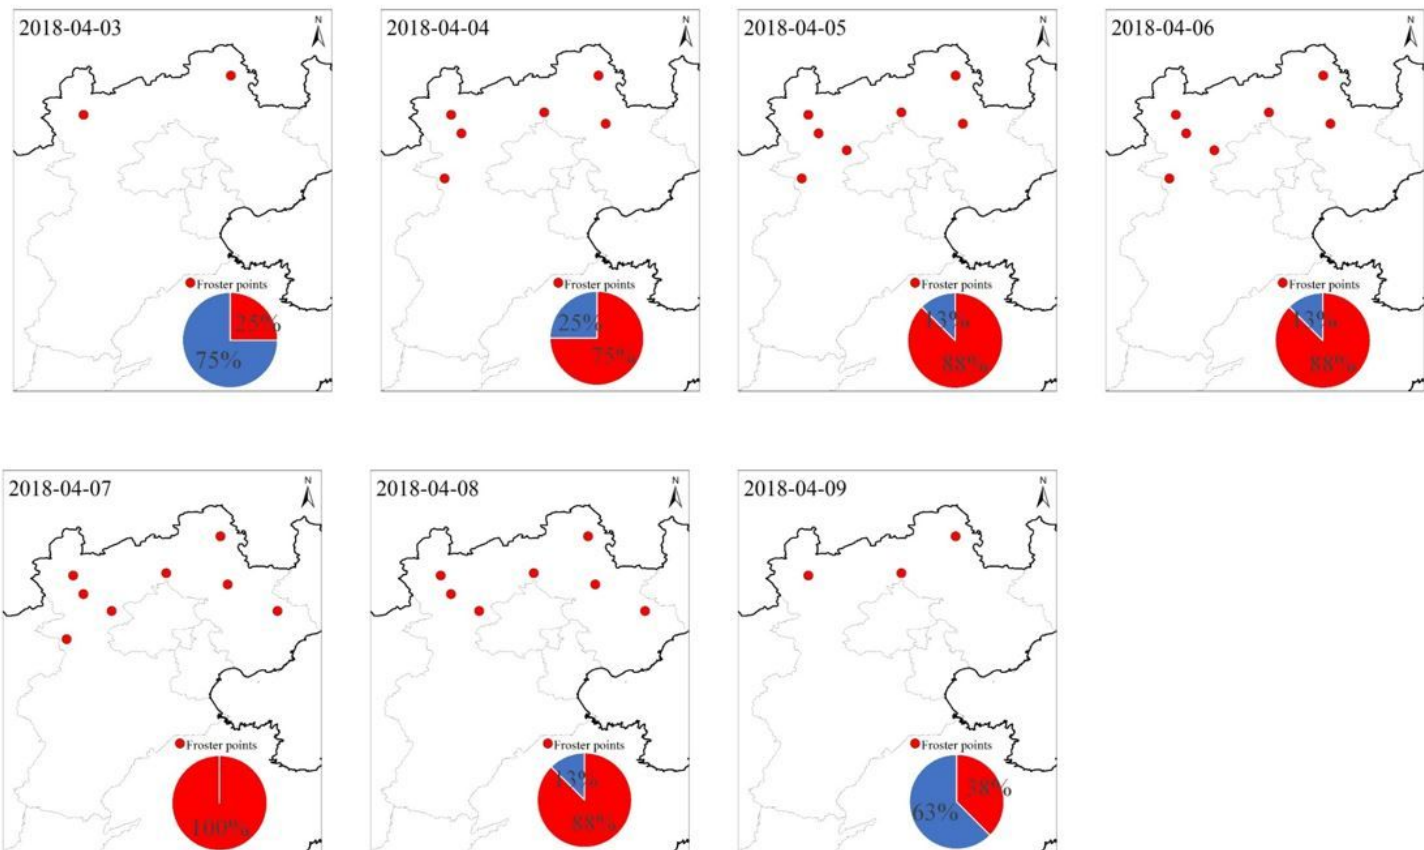 2018-04-03
N
Froster points
25%
75%
2018-04-04
N
Froster points
25%
75%
2018-04-05
N
Froster points
13%
88%
2018-04-06
N
Froster points
13%
88%
2018-04-07
N
Froster points
100%
2018-04-08
N
Froster points
13%
88%
2018-04-09
N
Froster points
38%
63%